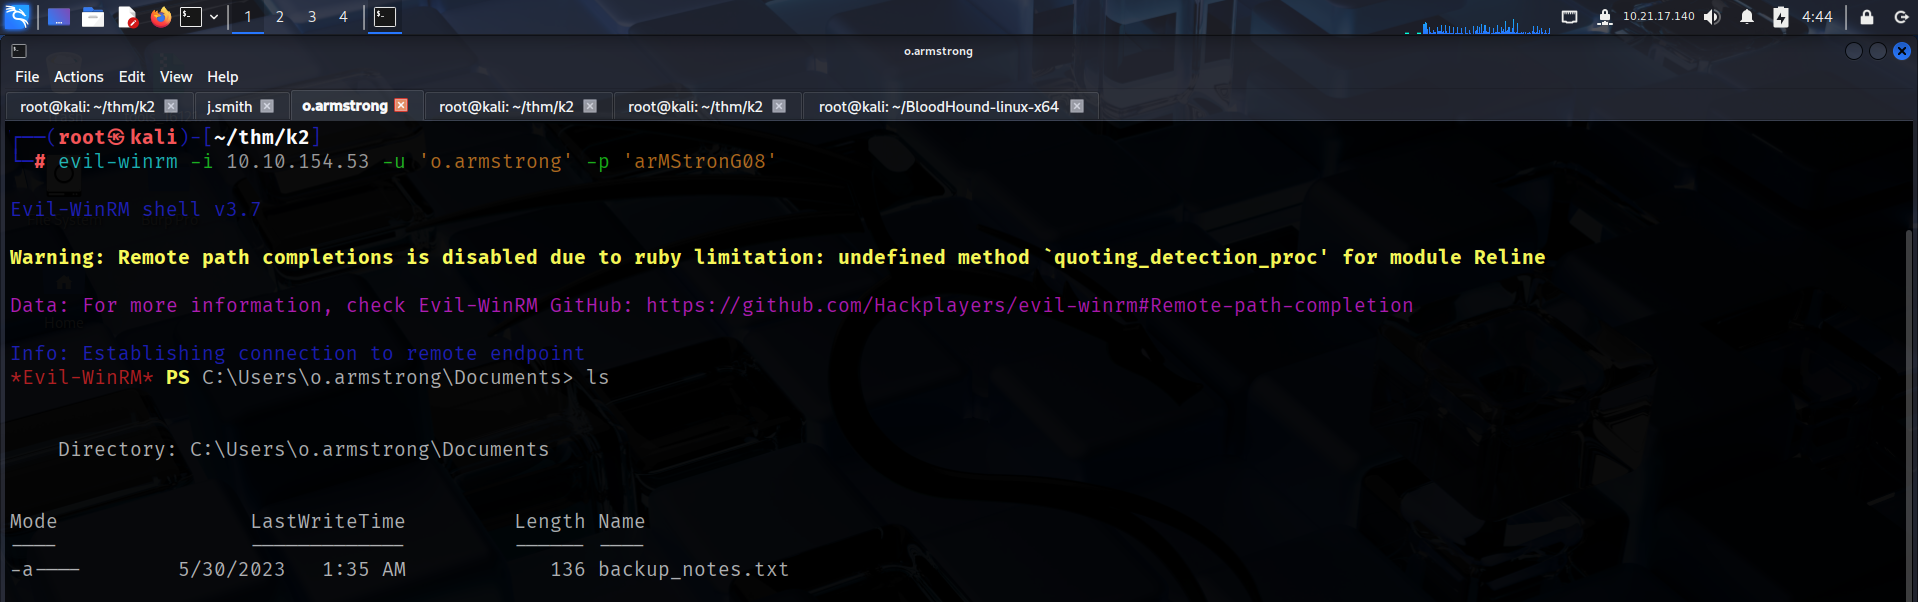 1 2 3 4 10.21.17.140 4:44
o.armstrong
File Actions Edit View Help
root@kali: ~/thm/k2 j.smith o.armstrong root@kali: ~/thm/k2 root@kali: ~/thm/k2 root@kali: ~/BloodHound-linux-x64
┌──(root㉿kali)-[~/thm/k2]
└─# evil-winrm -i 10.10.154.53 -u 'o.armstrong' -p 'arMStronG08'
Evil-WinRM shell v3.7
Warning: Remote path completions is disabled due to ruby limitation: undefined method `quoting_detection_proc' for module Reline
Data: For more information, check Evil-WinRM GitHub: https://github.com/Hackplayers/evil-winrm#Remote-path-completion
Home
Info: Establishing connection to remote endpoint
*Evil-WinRM* PS C:\Users\o.armstrong\Documents> ls
Directory: C:\Users\o.armstrong\Documents
Mode LastWriteTime Length Name
---- ------------- ------ ----
-a---- 5/30/2023 1:35 AM 136 backup_notes.txt